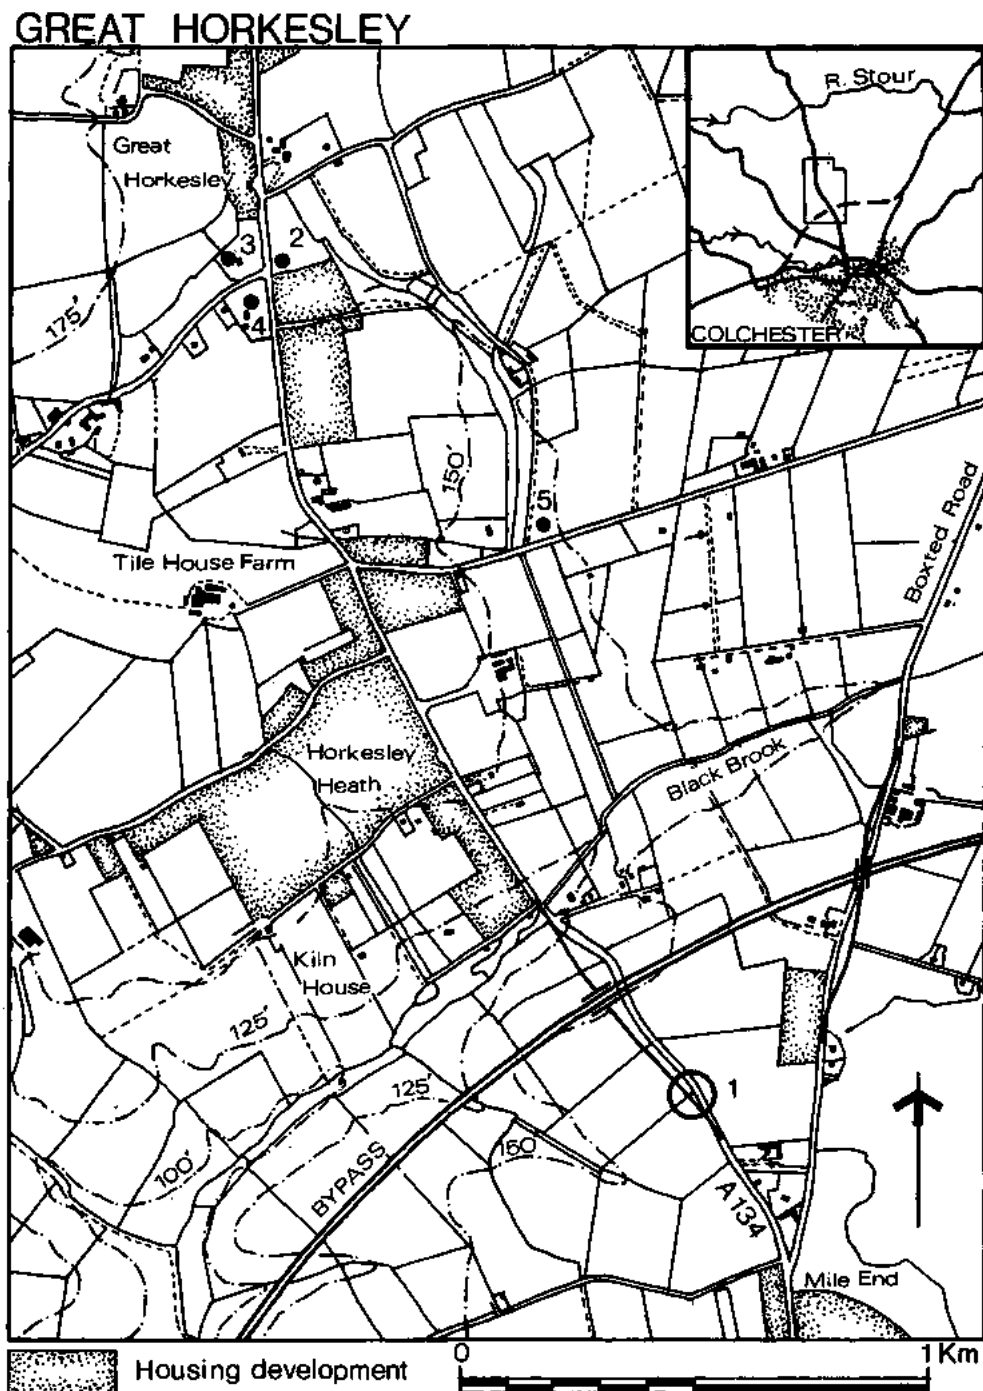 GREAT HORKESLEY
R. Stour
COLCHESTER
Great
Horkesley
3
2
4
175'
150'
5
Tile House Farm
Boxted Road
Horkesley
Heath
Black Brook
Kiln
House
125'
125'
1
100'
150'
BYPASS
A134
Mile End
Housing development
0
1 Km